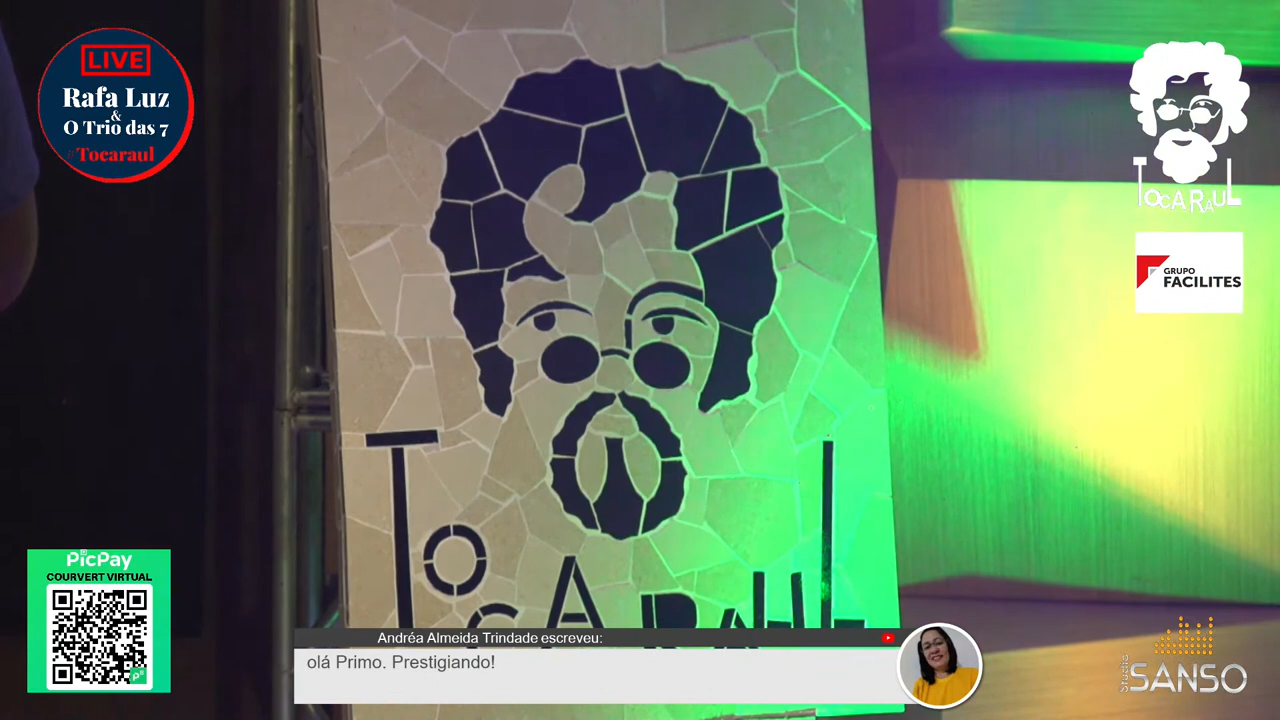 LIVE
Rafa Luz
&
O Trio das 7
#Tocaraul
TOCARAUL
GRUPO
FACILITES
TOCARAUL
PicPay
COURVERT VIRTUAL
Andréa Almeida Trindade escreveu:
olá Primo. Prestigiando!
Studio
SANSO